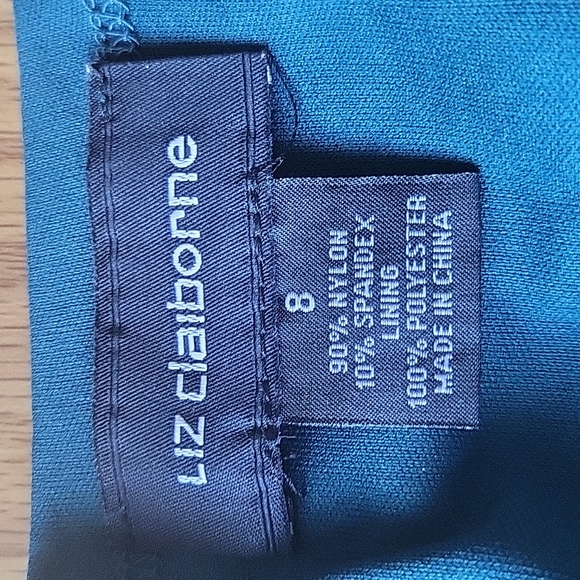 Liz claiborne
8
90% NYLON
10% SPANDEX
LINING
100% POLYESTER
MADE IN CHINA